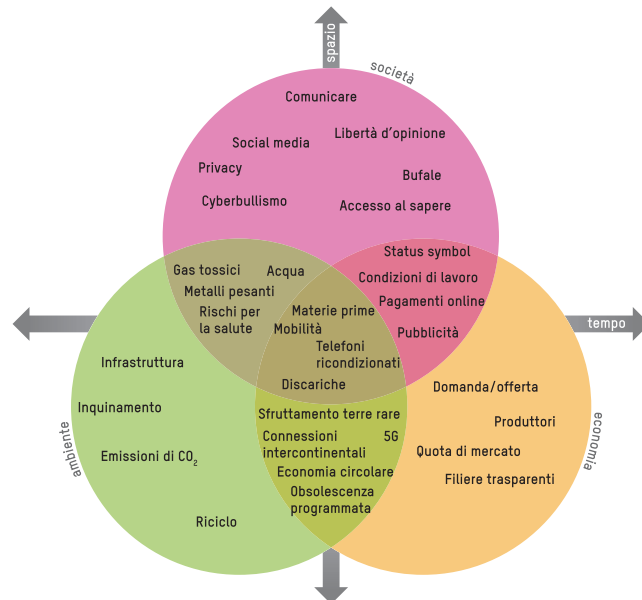 spazio
società
Comunicare
Libertà d'opinione
Social media
Privacy
Bufale
Cyberbullismo
Accesso al sapere
Status symbol
Gas tossici
Acqua
Condizioni di lavoro
Metalli pesanti
Pagamenti online
Rischi per
la salute
Materie prime
Mobilità
Pubblicità
tempo
Telefoni
ricondizionati
Infrastruttura
Discariche
Domanda/offerta
Inquinamento
Sfruttamento terre rare
Produttori
economia
Connessioni
intercontinentali
5G
ambiente
Emissioni di CO₂
Quota di mercato
Economia circolare
Filiere trasparenti
Obsolescenza
programmata
Riciclo